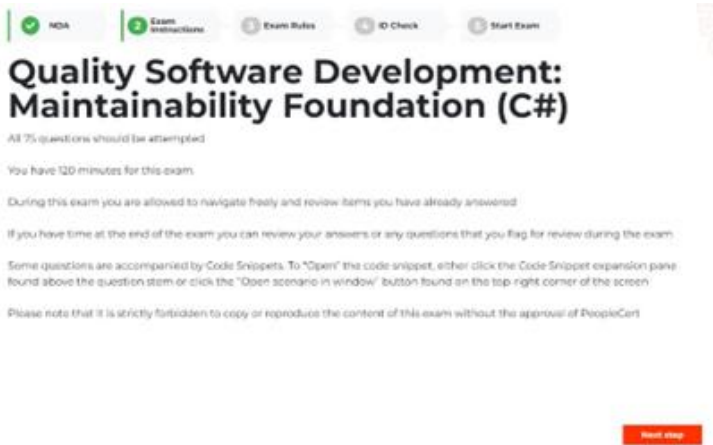 NDA
2 Exam Instructions
3 Exam Rules
4 ID Check
5 Start Exam
Quality Software Development:
Maintainability Foundation (C#)
All 75 questions should be attempted
You have 120 minutes for this exam
During this exam you are allowed to navigate freely and review items you have already answered
If you have time at the end of the exam you can review your answers or any questions that you flag for review during the exam
Some questions are accompanied by Code Snippets. To "Open" the code snippet, either click the Code Snippet expansion pane
found above the question stem or click the "Open scenario in window" button found on the top right corner of the screen
Please note that it is strictly forbidden to copy or reproduce the content of this exam without the approval of PeopleCert
Next step